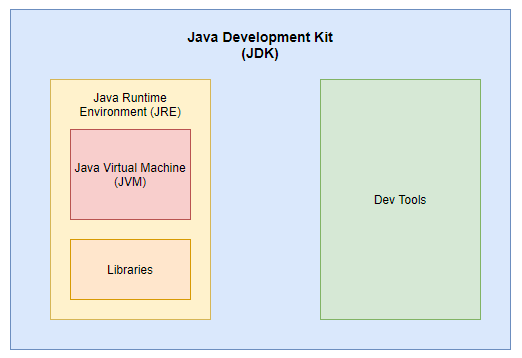 Java Development Kit
(JDK)
Java Runtime
Environment (JRE)
Java Virtual Machine
(JVM)
Libraries
Dev Tools